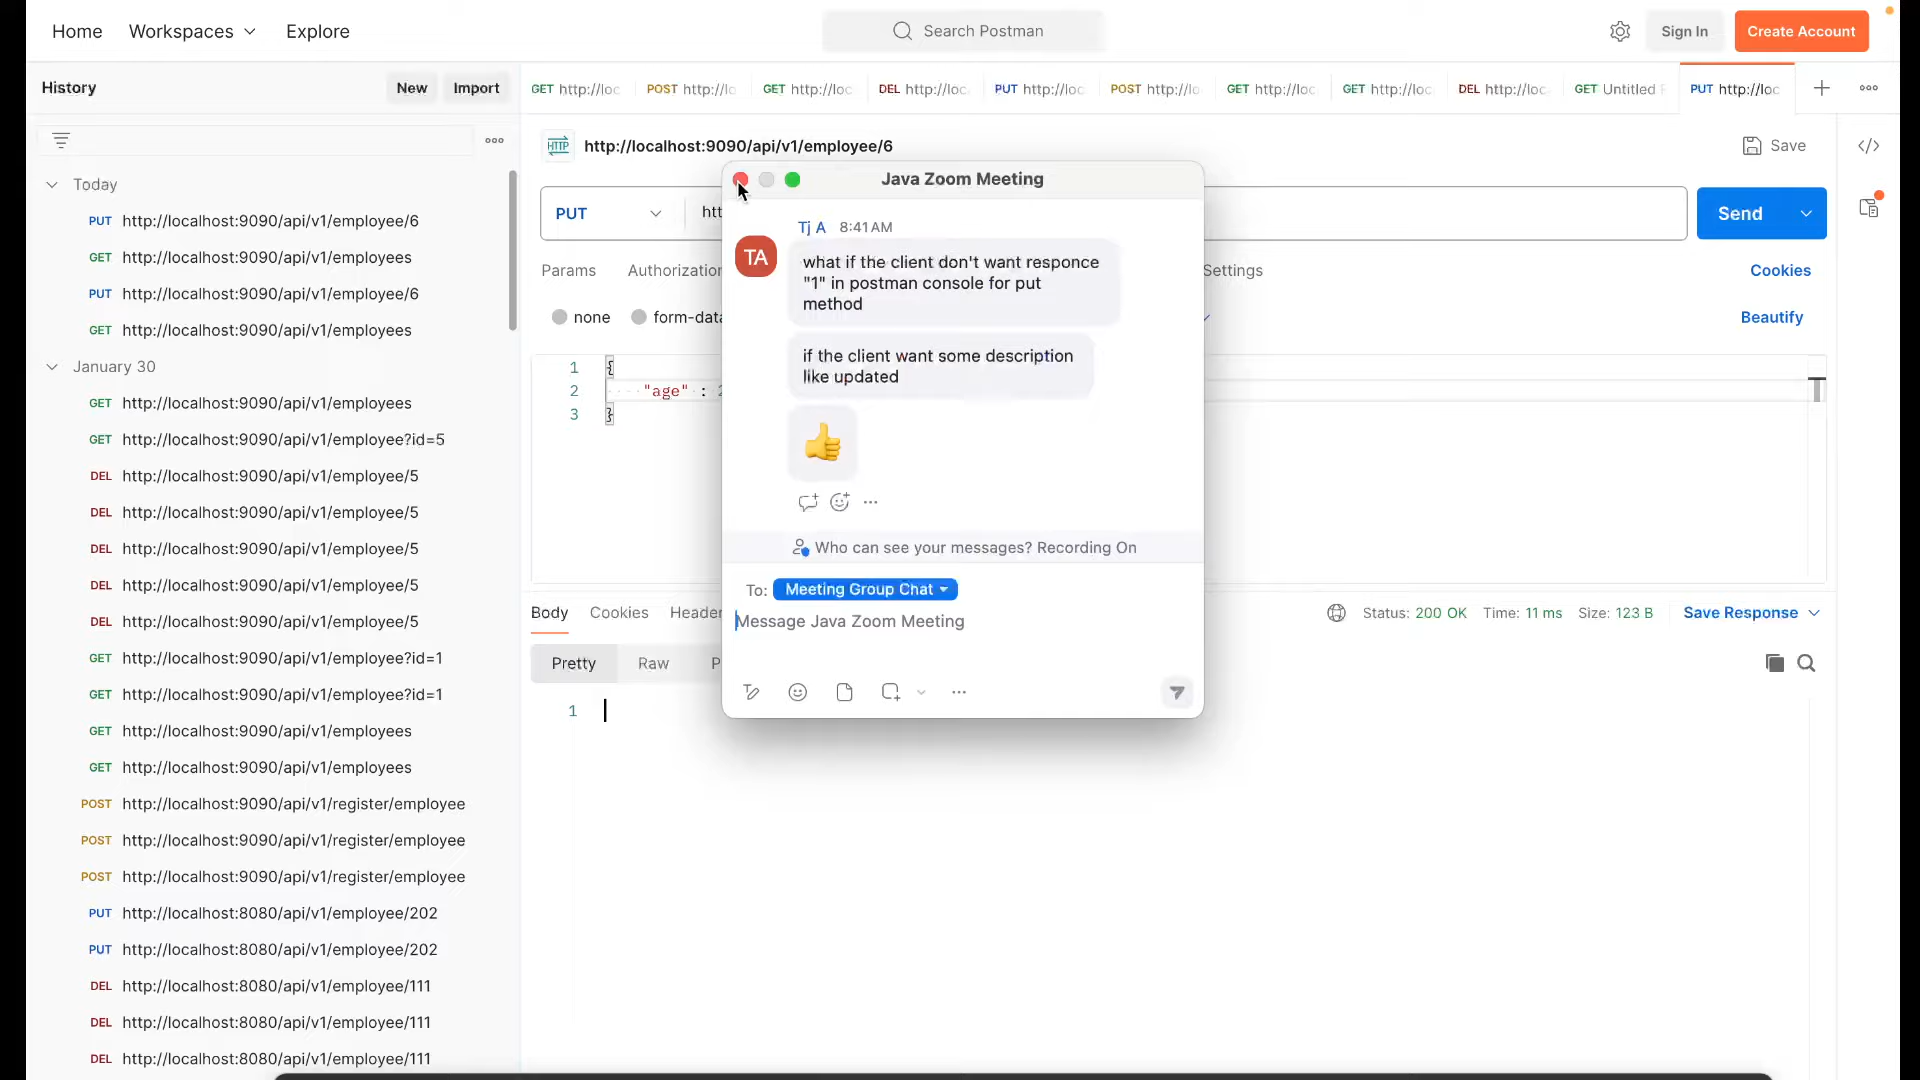 Home Workspaces Explore
Search Postman
Sign In Create Account
History New Import
GET http://loc POST http://lo GET http://loc DEL http://loc PUT http://loc POST http://lo GET http://loc GET http://loc DEL http://loc GET Untitled PUT http://loc
HTTP http://localhost:9090/api/v1/employee/6
Save
</>
Today
PUT http://localhost:9090/api/v1/employee/6
GET http://localhost:9090/api/v1/employees
PUT http://localhost:9090/api/v1/employee/6
GET http://localhost:9090/api/v1/employees
January 30
GET http://localhost:9090/api/v1/employees
GET http://localhost:9090/api/v1/employee?id=5
DEL http://localhost:9090/api/v1/employee/5
DEL http://localhost:9090/api/v1/employee/5
DEL http://localhost:9090/api/v1/employee/5
DEL http://localhost:9090/api/v1/employee/5
DEL http://localhost:9090/api/v1/employee/5
GET http://localhost:9090/api/v1/employee?id=1
GET http://localhost:9090/api/v1/employee?id=1
GET http://localhost:9090/api/v1/employees
GET http://localhost:9090/api/v1/employees
POST http://localhost:9090/api/v1/register/employee
POST http://localhost:9090/api/v1/register/employee
POST http://localhost:9090/api/v1/register/employee
PUT http://localhost:8080/api/v1/employee/202
PUT http://localhost:8080/api/v1/employee/202
DEL http://localhost:8080/api/v1/employee/111
DEL http://localhost:8080/api/v1/employee/111
DEL http://localhost:8080/api/v1/employee/111
PUT htt
Send
Params Authorization Settings Cookies
none form-data Beautify
1 {
2 "age" :
3 }
Java Zoom Meeting
Tj A 8:41 AM
TA
what if the client don't want responce
"1" in postman console for put
method
if the client want some description
like updated
Who can see your messages? Recording On
To: Meeting Group Chat
Message Java Zoom Meeting
Body Cookies Header
Status: 200 OK Time: 11 ms Size: 123 B Save Response
Pretty Raw P
1